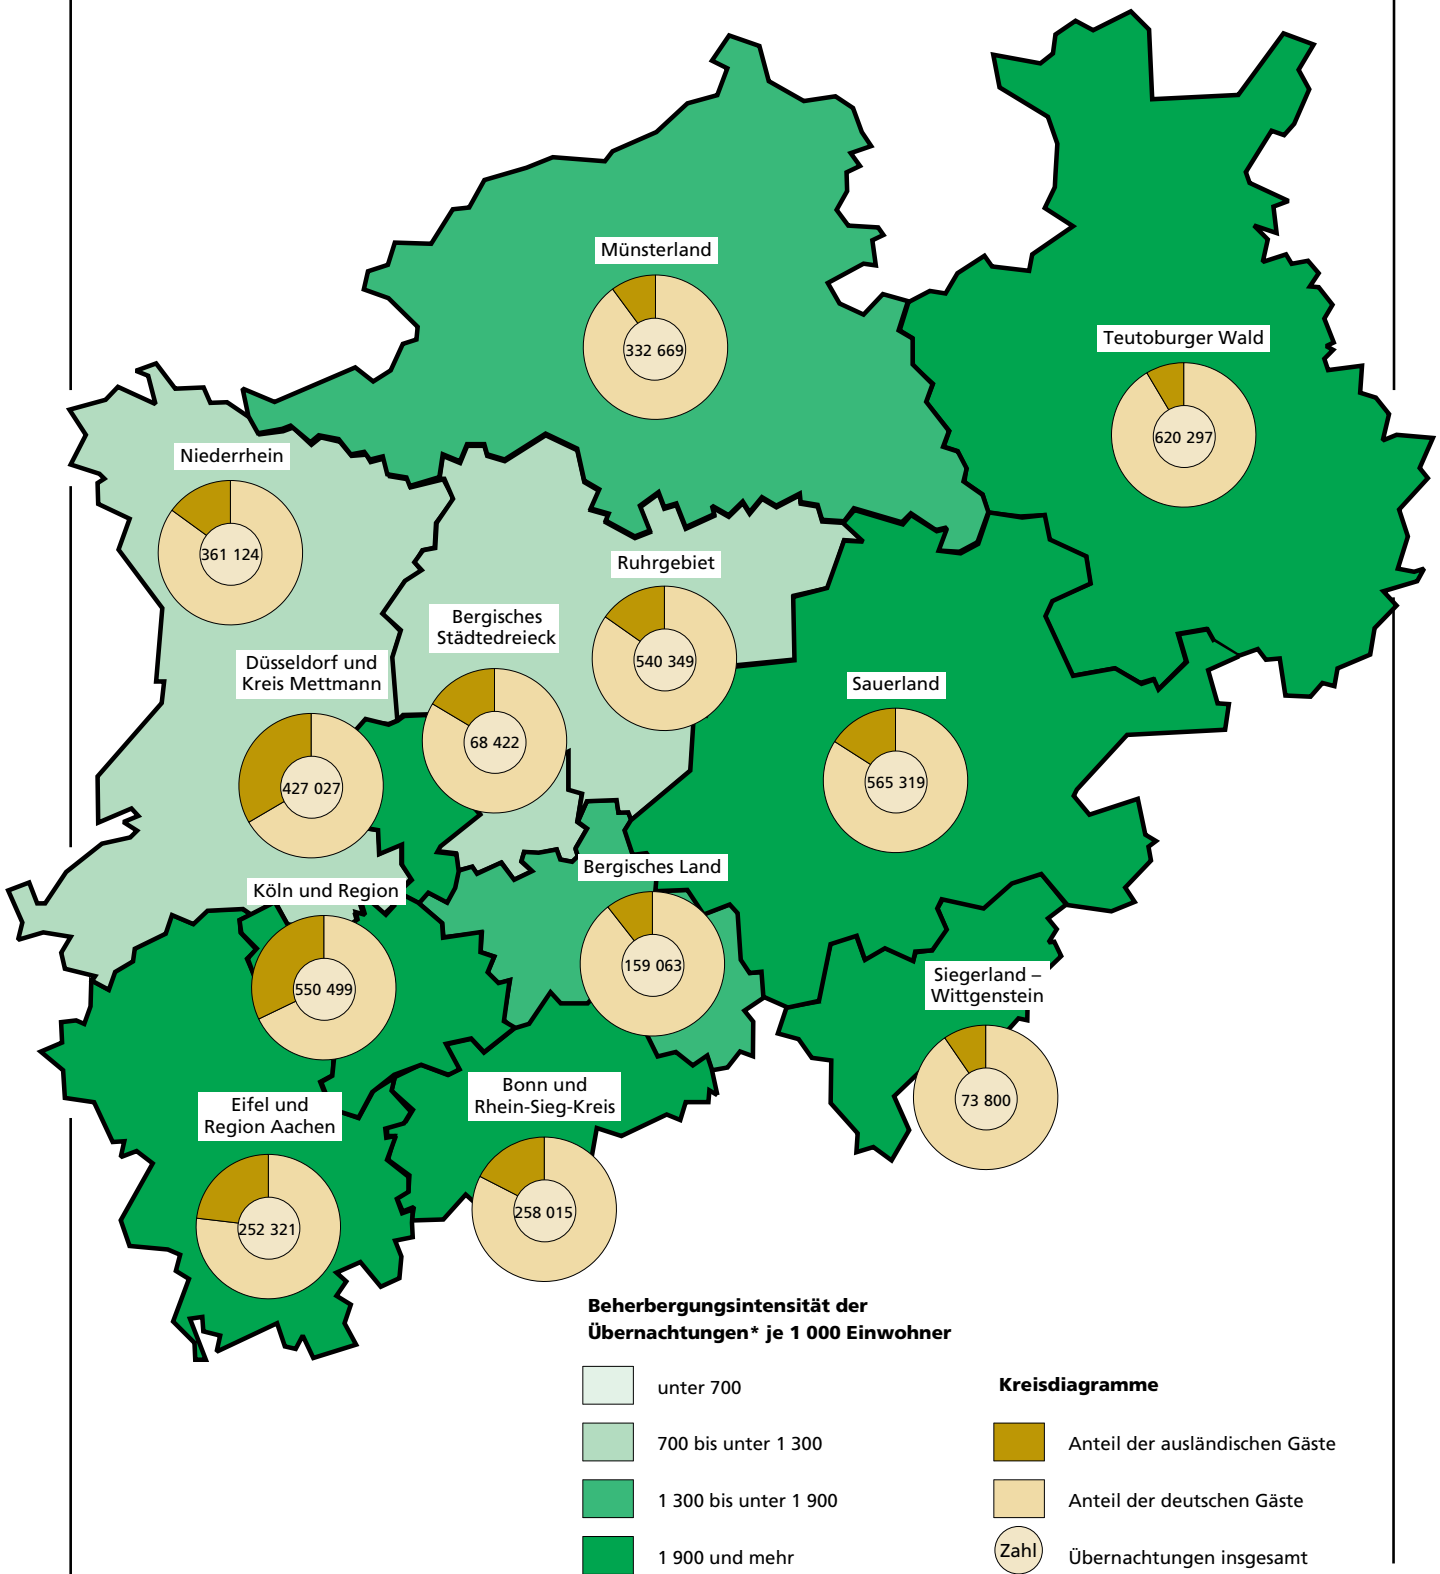 Münsterland
332 669
Teutoburger Wald
620 297
Niederrhein
361 124
Ruhrgebiet
540 349
Bergisches
Städtedreieck
68 422
Düsseldorf und
Kreis Mettmann
427 027
Sauerland
565 319
Köln und Region
550 499
Bergisches Land
159 063
Siegerland –
Wittgenstein
73 800
Eifel und
Region Aachen
252 321
Bonn und
Rhein-Sieg-Kreis
258 015
Beherbergungsintensität der
Übernachtungen* je 1 000 Einwohner
unter 700
700 bis unter 1 300
1 300 bis unter 1 900
1 900 und mehr
Kreisdiagramme
Anteil der ausländischen Gäste
Anteil der deutschen Gäste
Zahl Übernachtungen insgesamt